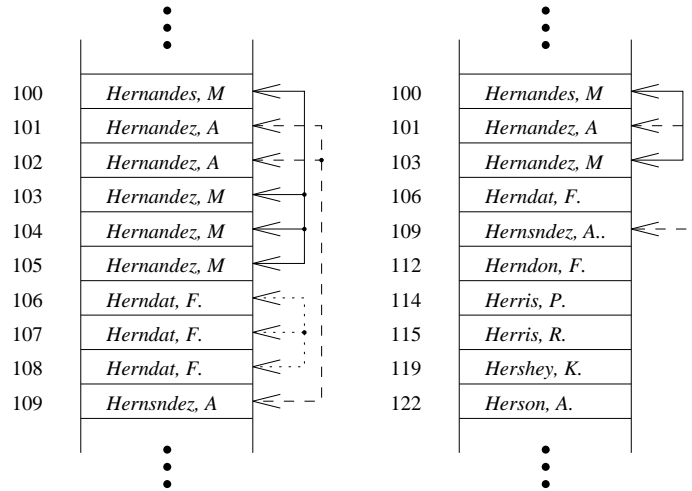 100 Hernandes, M
101 Hernandez, A
102 Hernandez, A
103 Hernandez, M
104 Hernandez, M
105 Hernandez, M
106 Herndat, F.
107 Herndat, F.
108 Herndat, F.
109 Hernsndez, A
100 Hernandes, M
101 Hernandez, A
103 Hernandez, M
106 Herndat, F.
109 Hernsndez, A..
112 Herndon, F.
114 Herris, P.
115 Herris, R.
119 Hershey, K.
122 Herson, A.